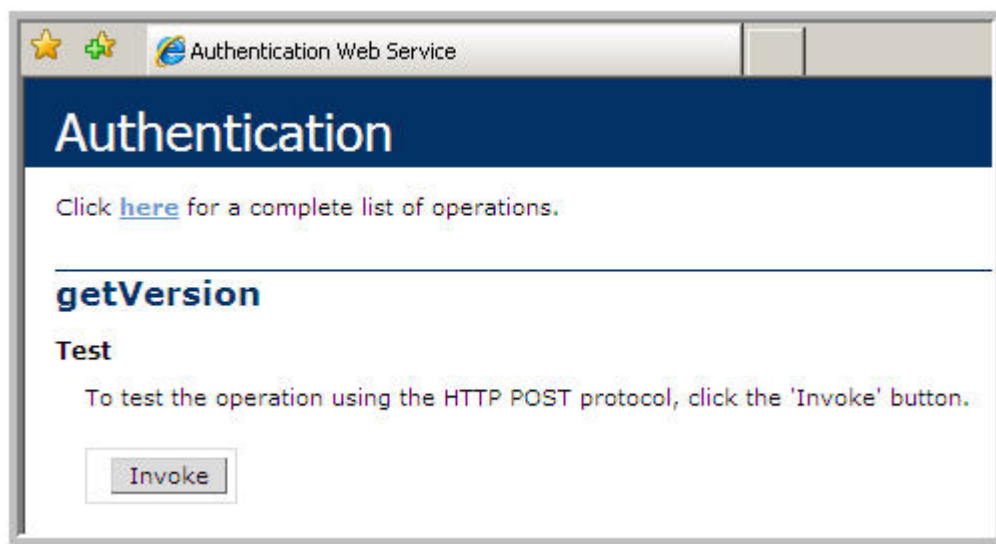 Authentication Web Service
Authentication
Click here for a complete list of operations.
getVersion
Test
To test the operation using the HTTP POST protocol, click the 'Invoke' button.
Invoke